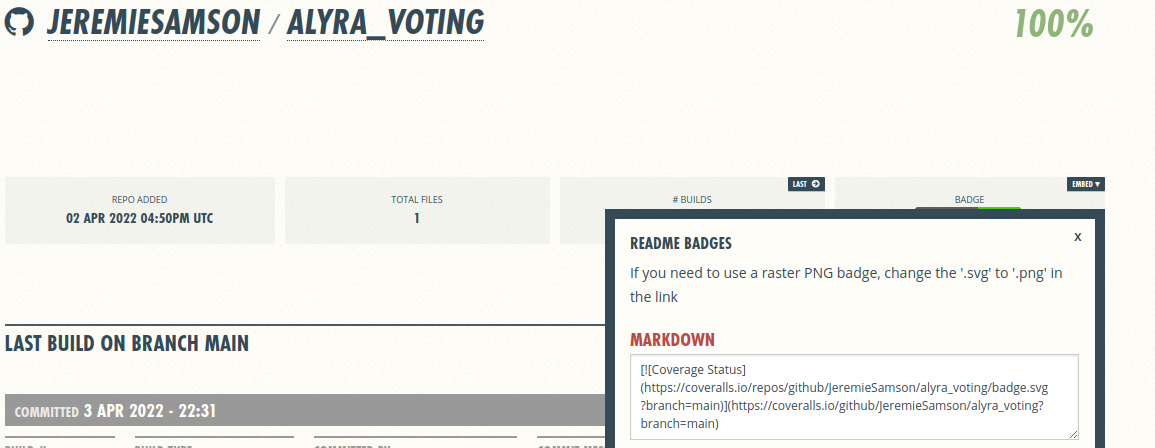 JEREMIESAMSON / ALYRA_VOTING 100%
LAST EMBED ▾
REPO ADDED TOTAL FILES # BUILDS BADGE
02 APR 2022 04:50PM UTC 1
README BADGES X
If you need to use a raster PNG badge, change the '.svg' to '.png' in
the link
LAST BUILD ON BRANCH MAIN
MARKDOWN
[![Coverage Status]
(https://coveralls.io/repos/github/JeremieSamson/alyra_voting/badge.svg
?branch=main)](https://coveralls.io/github/JeremieSamson/alyra_voting?
branch=main)
COMMITTED 3 APR 2022 - 22:31